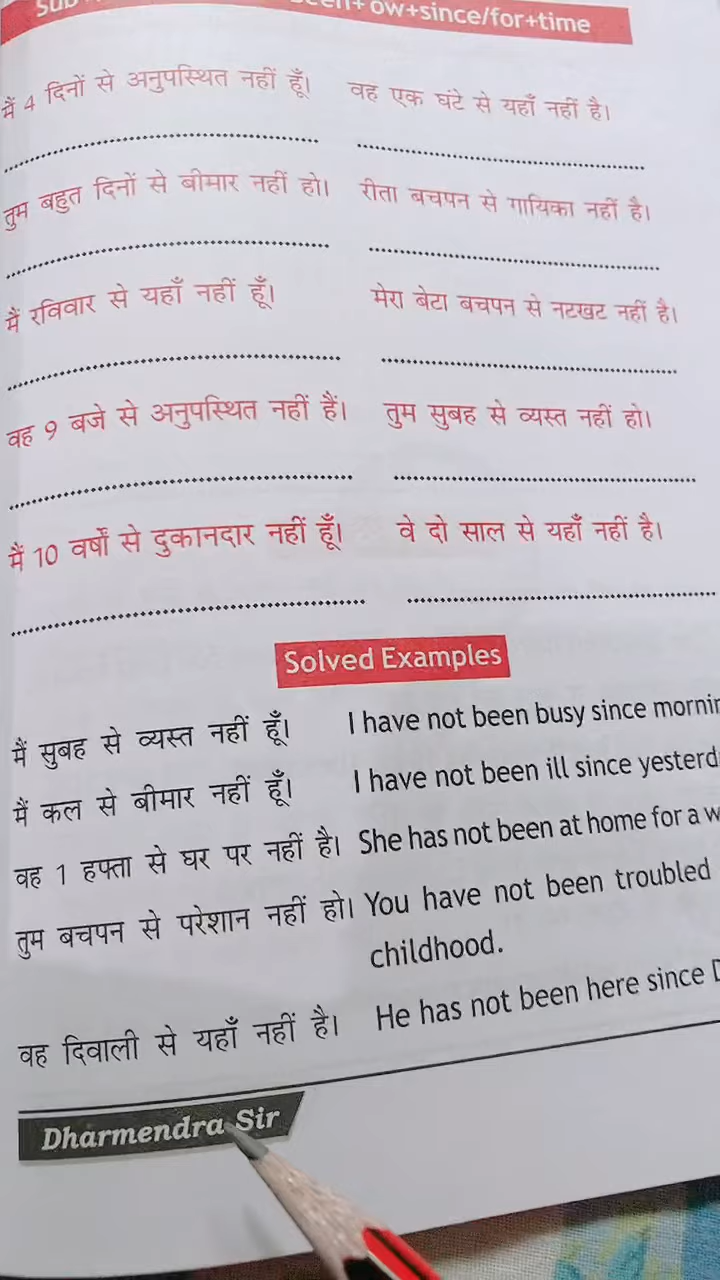 ow+since/for+time
मैं 4 दिनों से अनुपस्थित नहीं हूँ। वह एक घंटे से यहाँ नहीं है।
तुम बहुत दिनों से बीमार नहीं हो। रीता बचपन से गायिका नहीं है।
मैं रविवार से यहाँ नहीं हूँ। मेरा बेटा बचपन से नटखट नहीं है।
वह 9 बजे से अनुपस्थित नहीं हैं। तुम सुबह से व्यस्त नहीं हो।
मैं 10 वर्षों से दुकानदार नहीं हूँ। वे दो साल से यहाँ नहीं है।
Solved Examples
मैं सुबह से व्यस्त नहीं हूँ। I have not been busy since
मैं कल से बीमार नहीं हूँ। I have not been ill since
वह 1 हफ्ता से घर पर नहीं है। She has not been at home for a
तुम बचपन से परेशान नहीं हो। You have not been troubled
childhood.
वह दिवाली से यहाँ नहीं है। He has not been here since
Dharmendra Sir